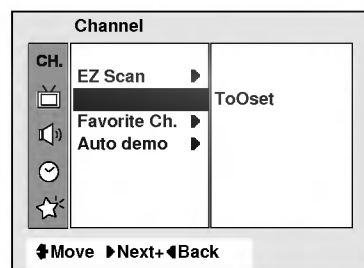 Channel
CH.
EZ Scan
ToOset
Favorite Ch.
Auto demo
Move Next+ Back